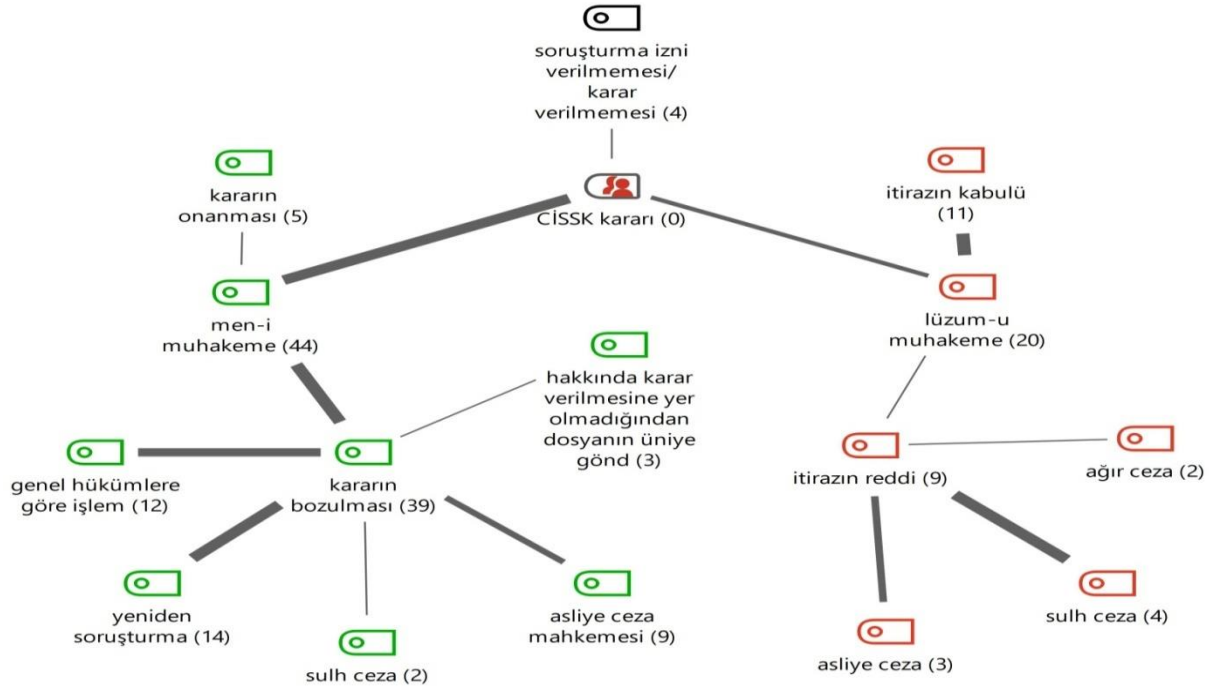 soruşturma izni
verilmemesi/
karar
verilmemesi (4)
kararın
onanması (5)
CİSSK kararı (0)
itirazın kabulü
(11)
men-i
muhakeme (44)
lüzum-u
muhakeme (20)
hakkında karar
verilmesine yer
olmadığından
dosyanın üniye
gönd (3)
genel hükümlere
göre işlem (12)
kararın
bozulması (39)
itirazın reddi (9)
ağır ceza (2)
yeniden
soruşturma (14)
sulh ceza (2)
asliye ceza
mahkemesi (9)
asliye ceza (3)
sulh ceza (4)